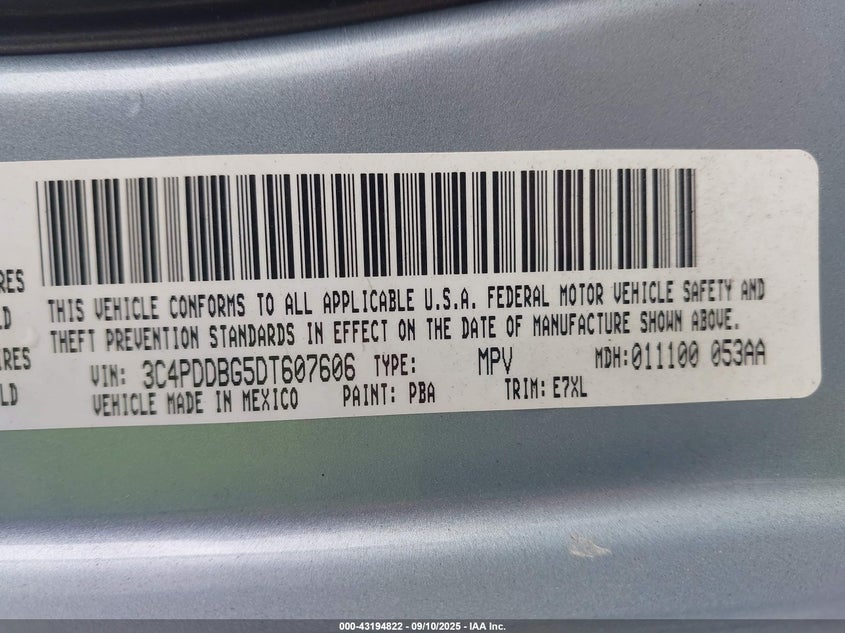 RES
LD
IRES
LD
THIS VEHICLE CONFORMS TO ALL APPLICABLE U.S.A. FEDERAL MOTOR VEHICLE SAFETY AND
THEFT PREVENTION STANDARDS IN EFFECT ON THE DATE OF MANUFACTURE SHOWN ABOVE.
VIN: 3C4PDDBG5DT607606 TYPE: MPV MDH:011100 053AA
VEHICLE MADE IN MEXICO PAINT: PBA TRIM: E7XL
000-43194822 - 09/10/2025 - IAA Inc.